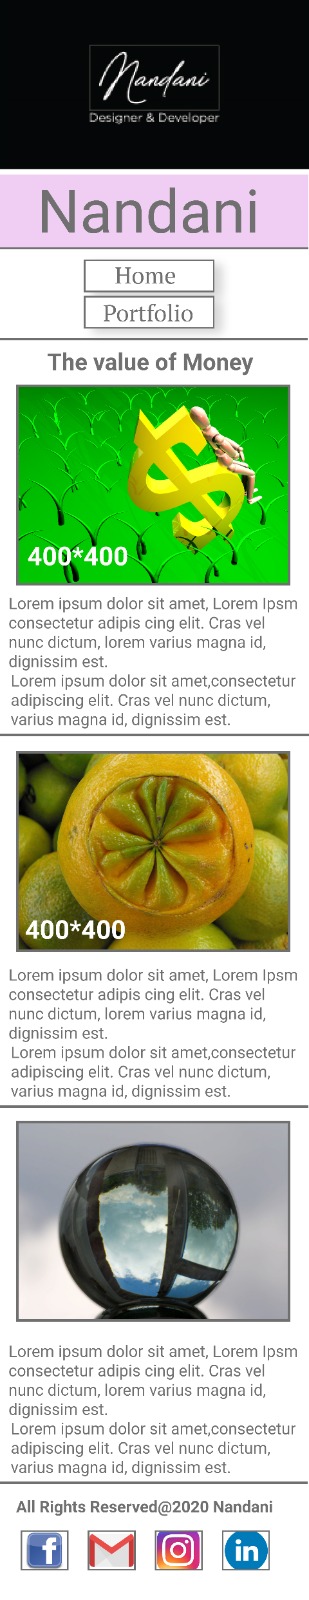 Nandani
Designer & Developer
Nandani
Home
Portfolio
The value of Money
400*400
Lorem ipsum dolor sit amet, Lorem Ipsm
consectetur adipis cing elit. Cras vel
nunc dictum, lorem varius magna id,
dignissim est.
Lorem ipsum dolor sit amet,consectetur
adipiscing elit. Cras vel nunc dictum,
varius magna id, dignissim est.
400*400
Lorem ipsum dolor sit amet, Lorem Ipsm
consectetur adipis cing elit. Cras vel
nunc dictum, lorem varius magna id,
dignissim est.
Lorem ipsum dolor sit amet,consectetur
adipiscing elit. Cras vel nunc dictum,
varius magna id, dignissim est.
Lorem ipsum dolor sit amet, Lorem Ipsm
consectetur adipis cing elit. Cras vel
nunc dictum, lorem varius magna id,
dignissim est.
Lorem ipsum dolor sit amet,consectetur
adipiscing elit. Cras vel nunc dictum,
varius magna id, dignissim est.
All Rights Reserved@2020 Nandani
f
in